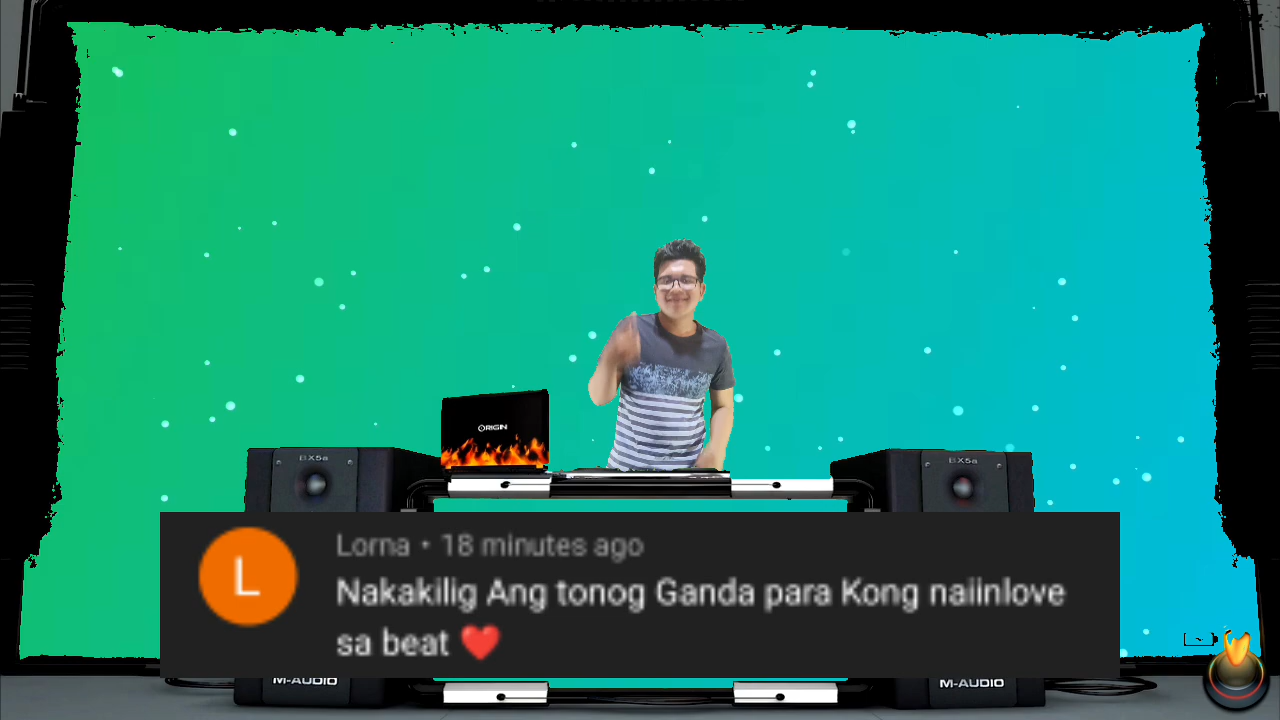 ORIGIN
BX5a
BX5a
Lorna • 18 minutes ago
Nakakilig Ang tonog Ganda para Kong naiinlove
sa beat ❤️
M-AUDIO
M-AUDIO